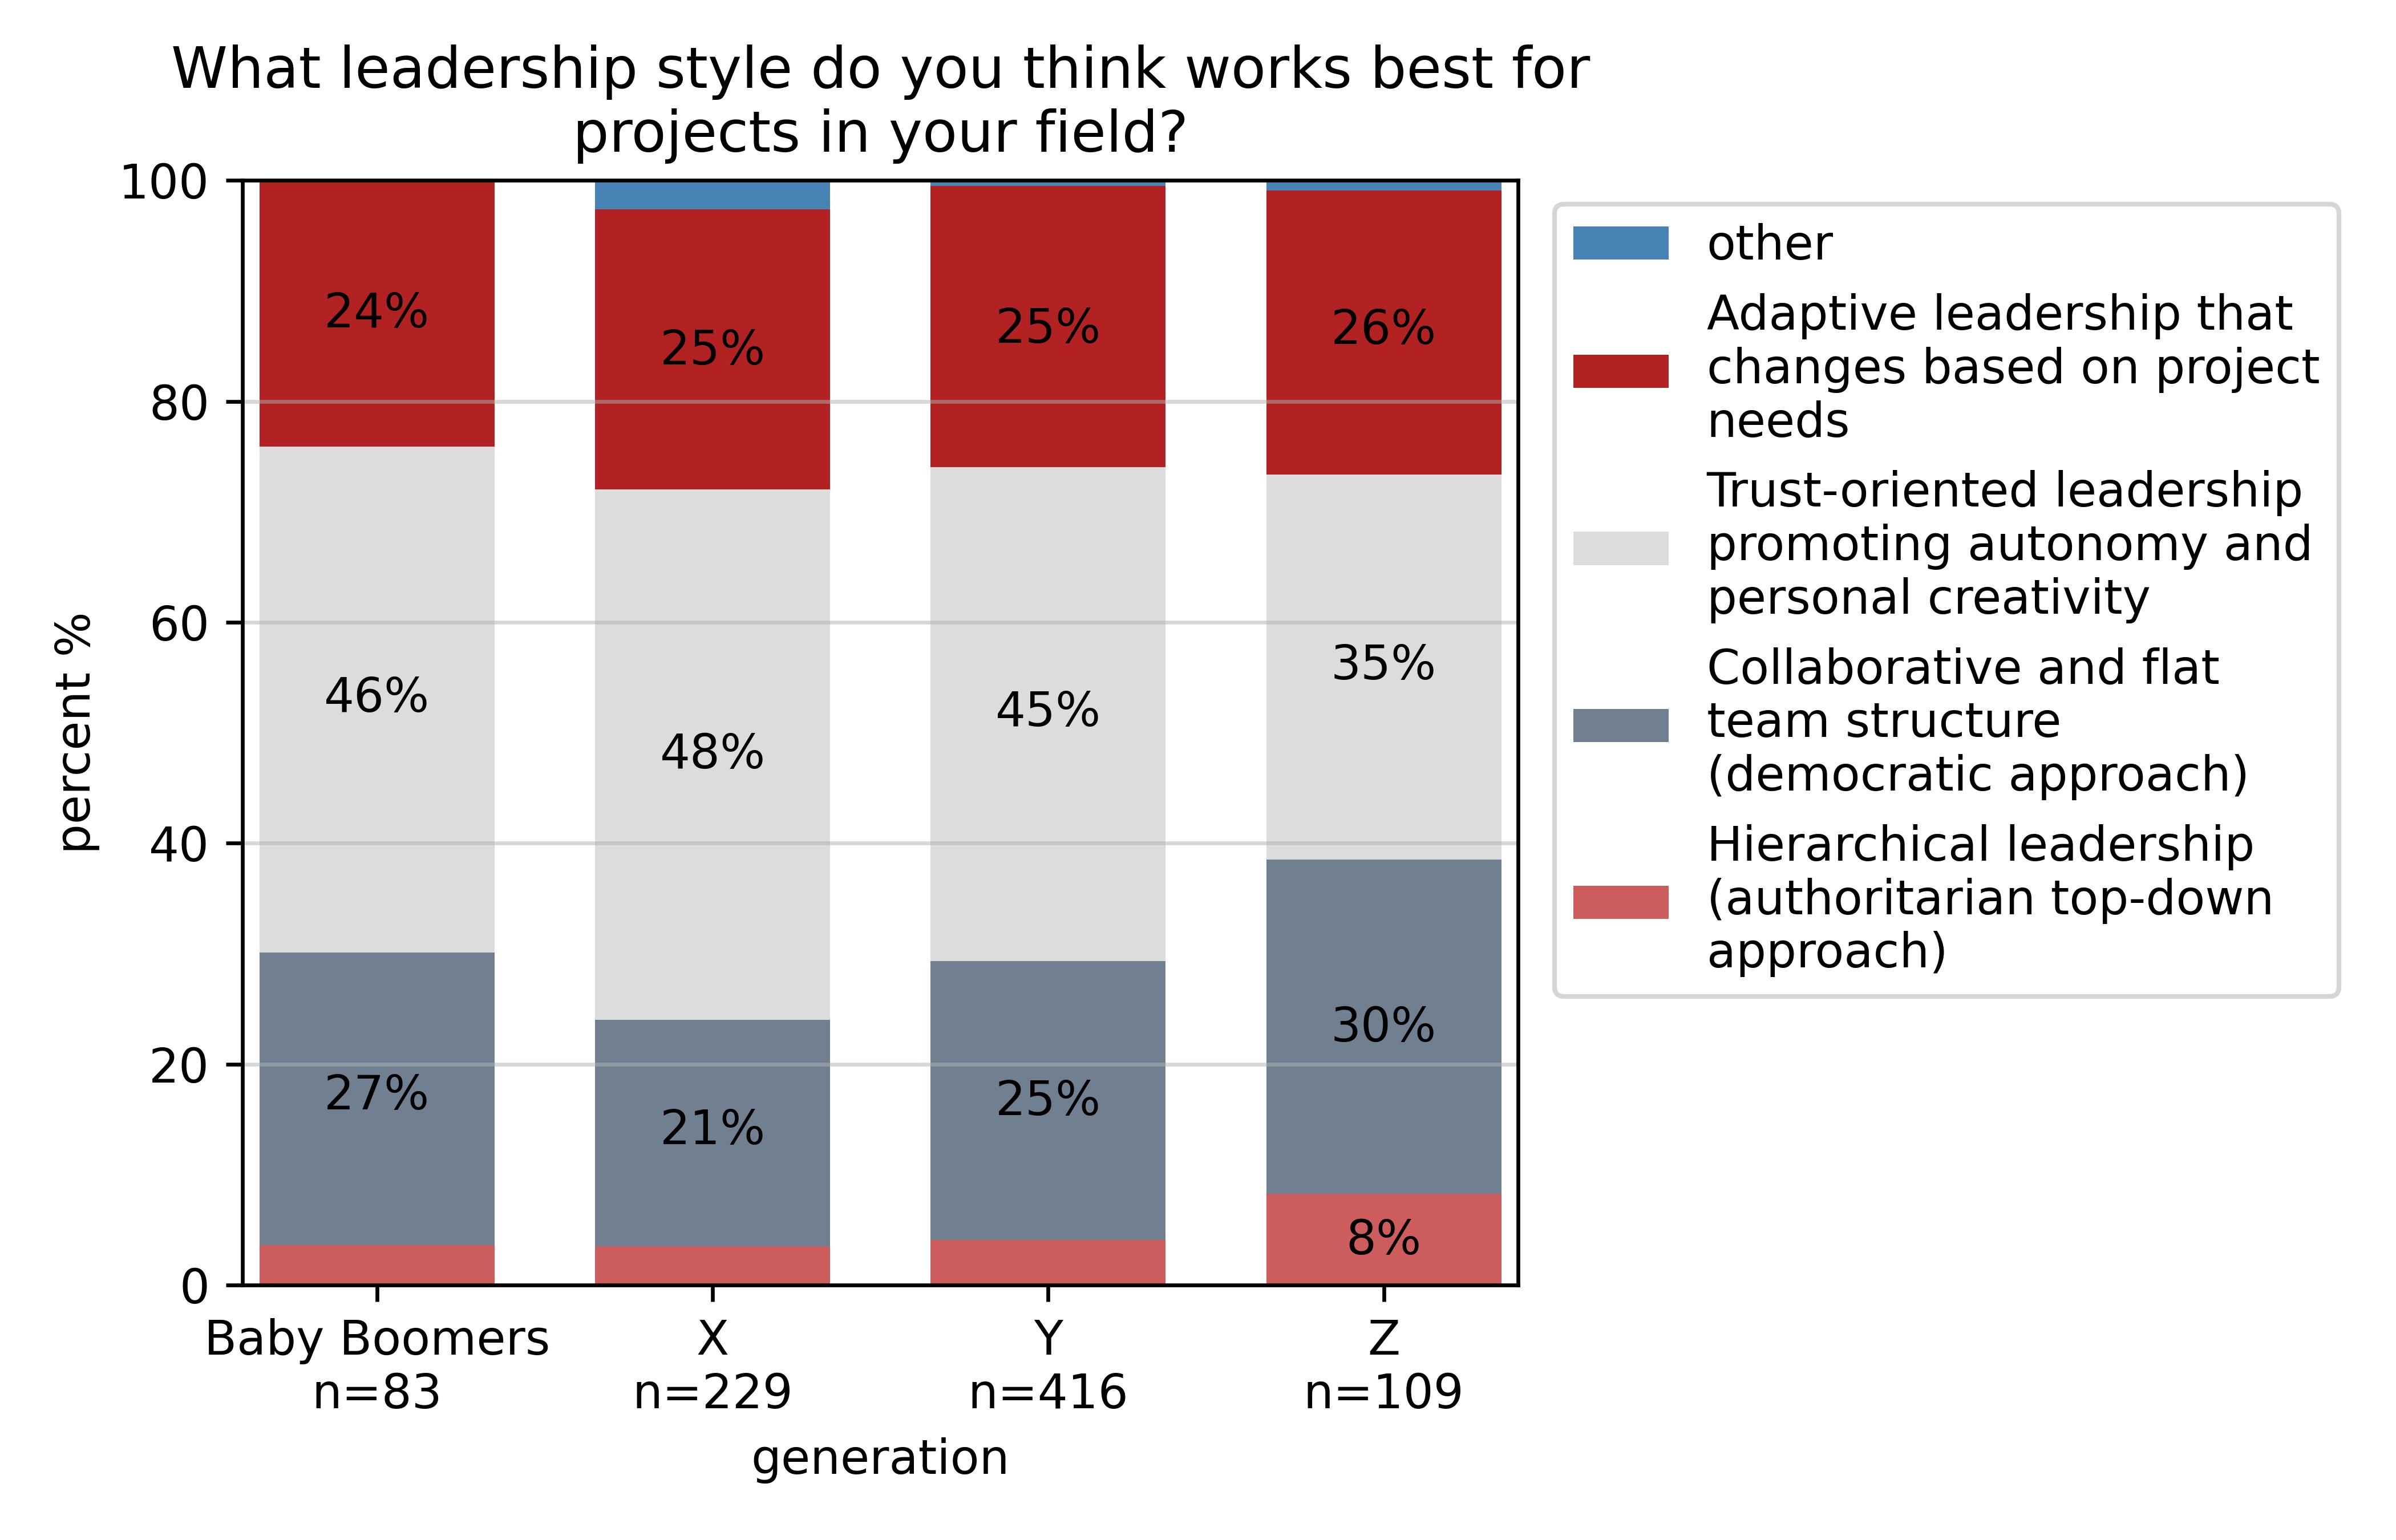 What leadership style do you think works best for
projects in your field?
percent %
100
80
60
40
20
0
24%
46%
27%
25%
48%
21%
25%
45%
25%
26%
35%
30%
8%
Baby Boomers
n=83
X
n=229
Y
n=416
Z
n=109
generation
other
Adaptive leadership that
changes based on project
needs
Trust-oriented leadership
promoting autonomy and
personal creativity
Collaborative and flat
team structure
(democratic approach)
Hierarchical leadership
(authoritarian top-down
approach)